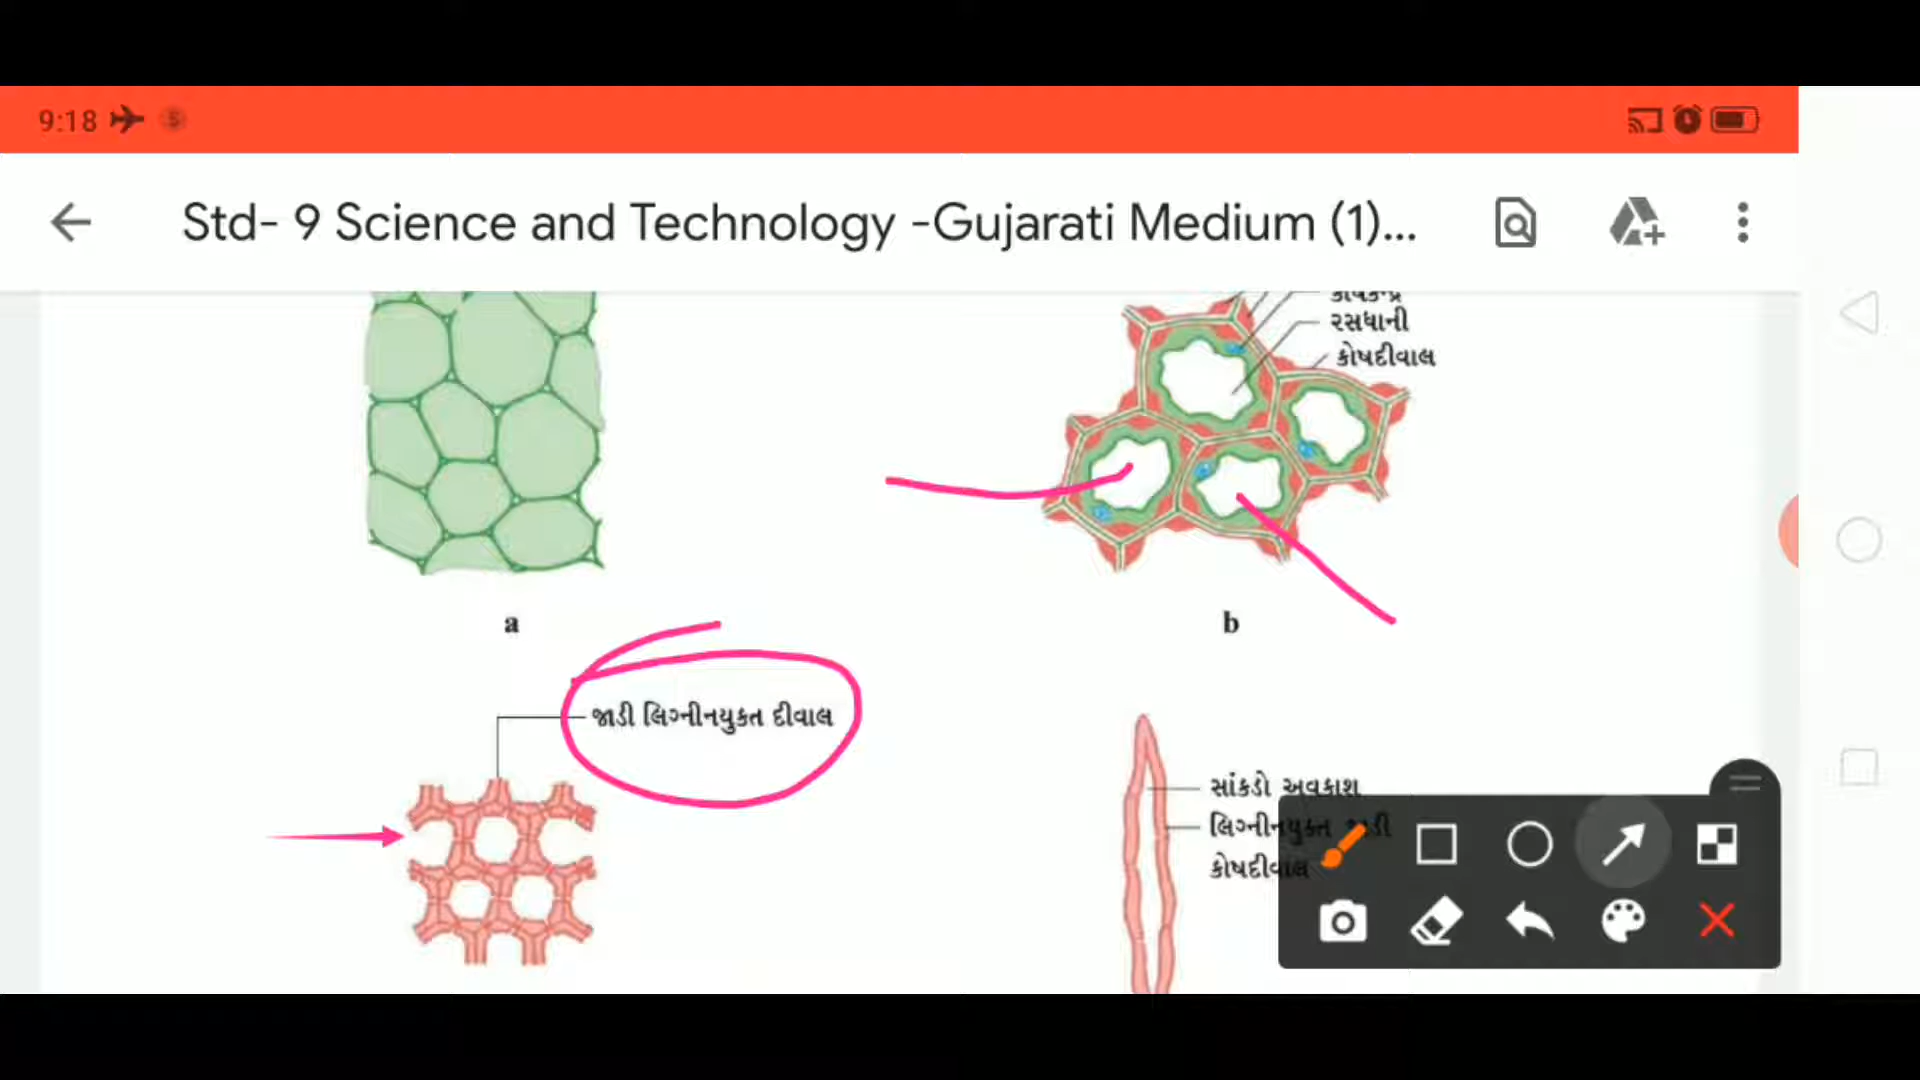 9:18
Std- 9 Science and Technology -Gujarati Medium (1)...
રસધાની
કોષદીવાલ
a
b
જાડી લિગ્નીનયુક્ત દીવાલ
સાંકડો અવકાશ
લિગ્નીનયુક્ત જાડી
કોષદીવાલ